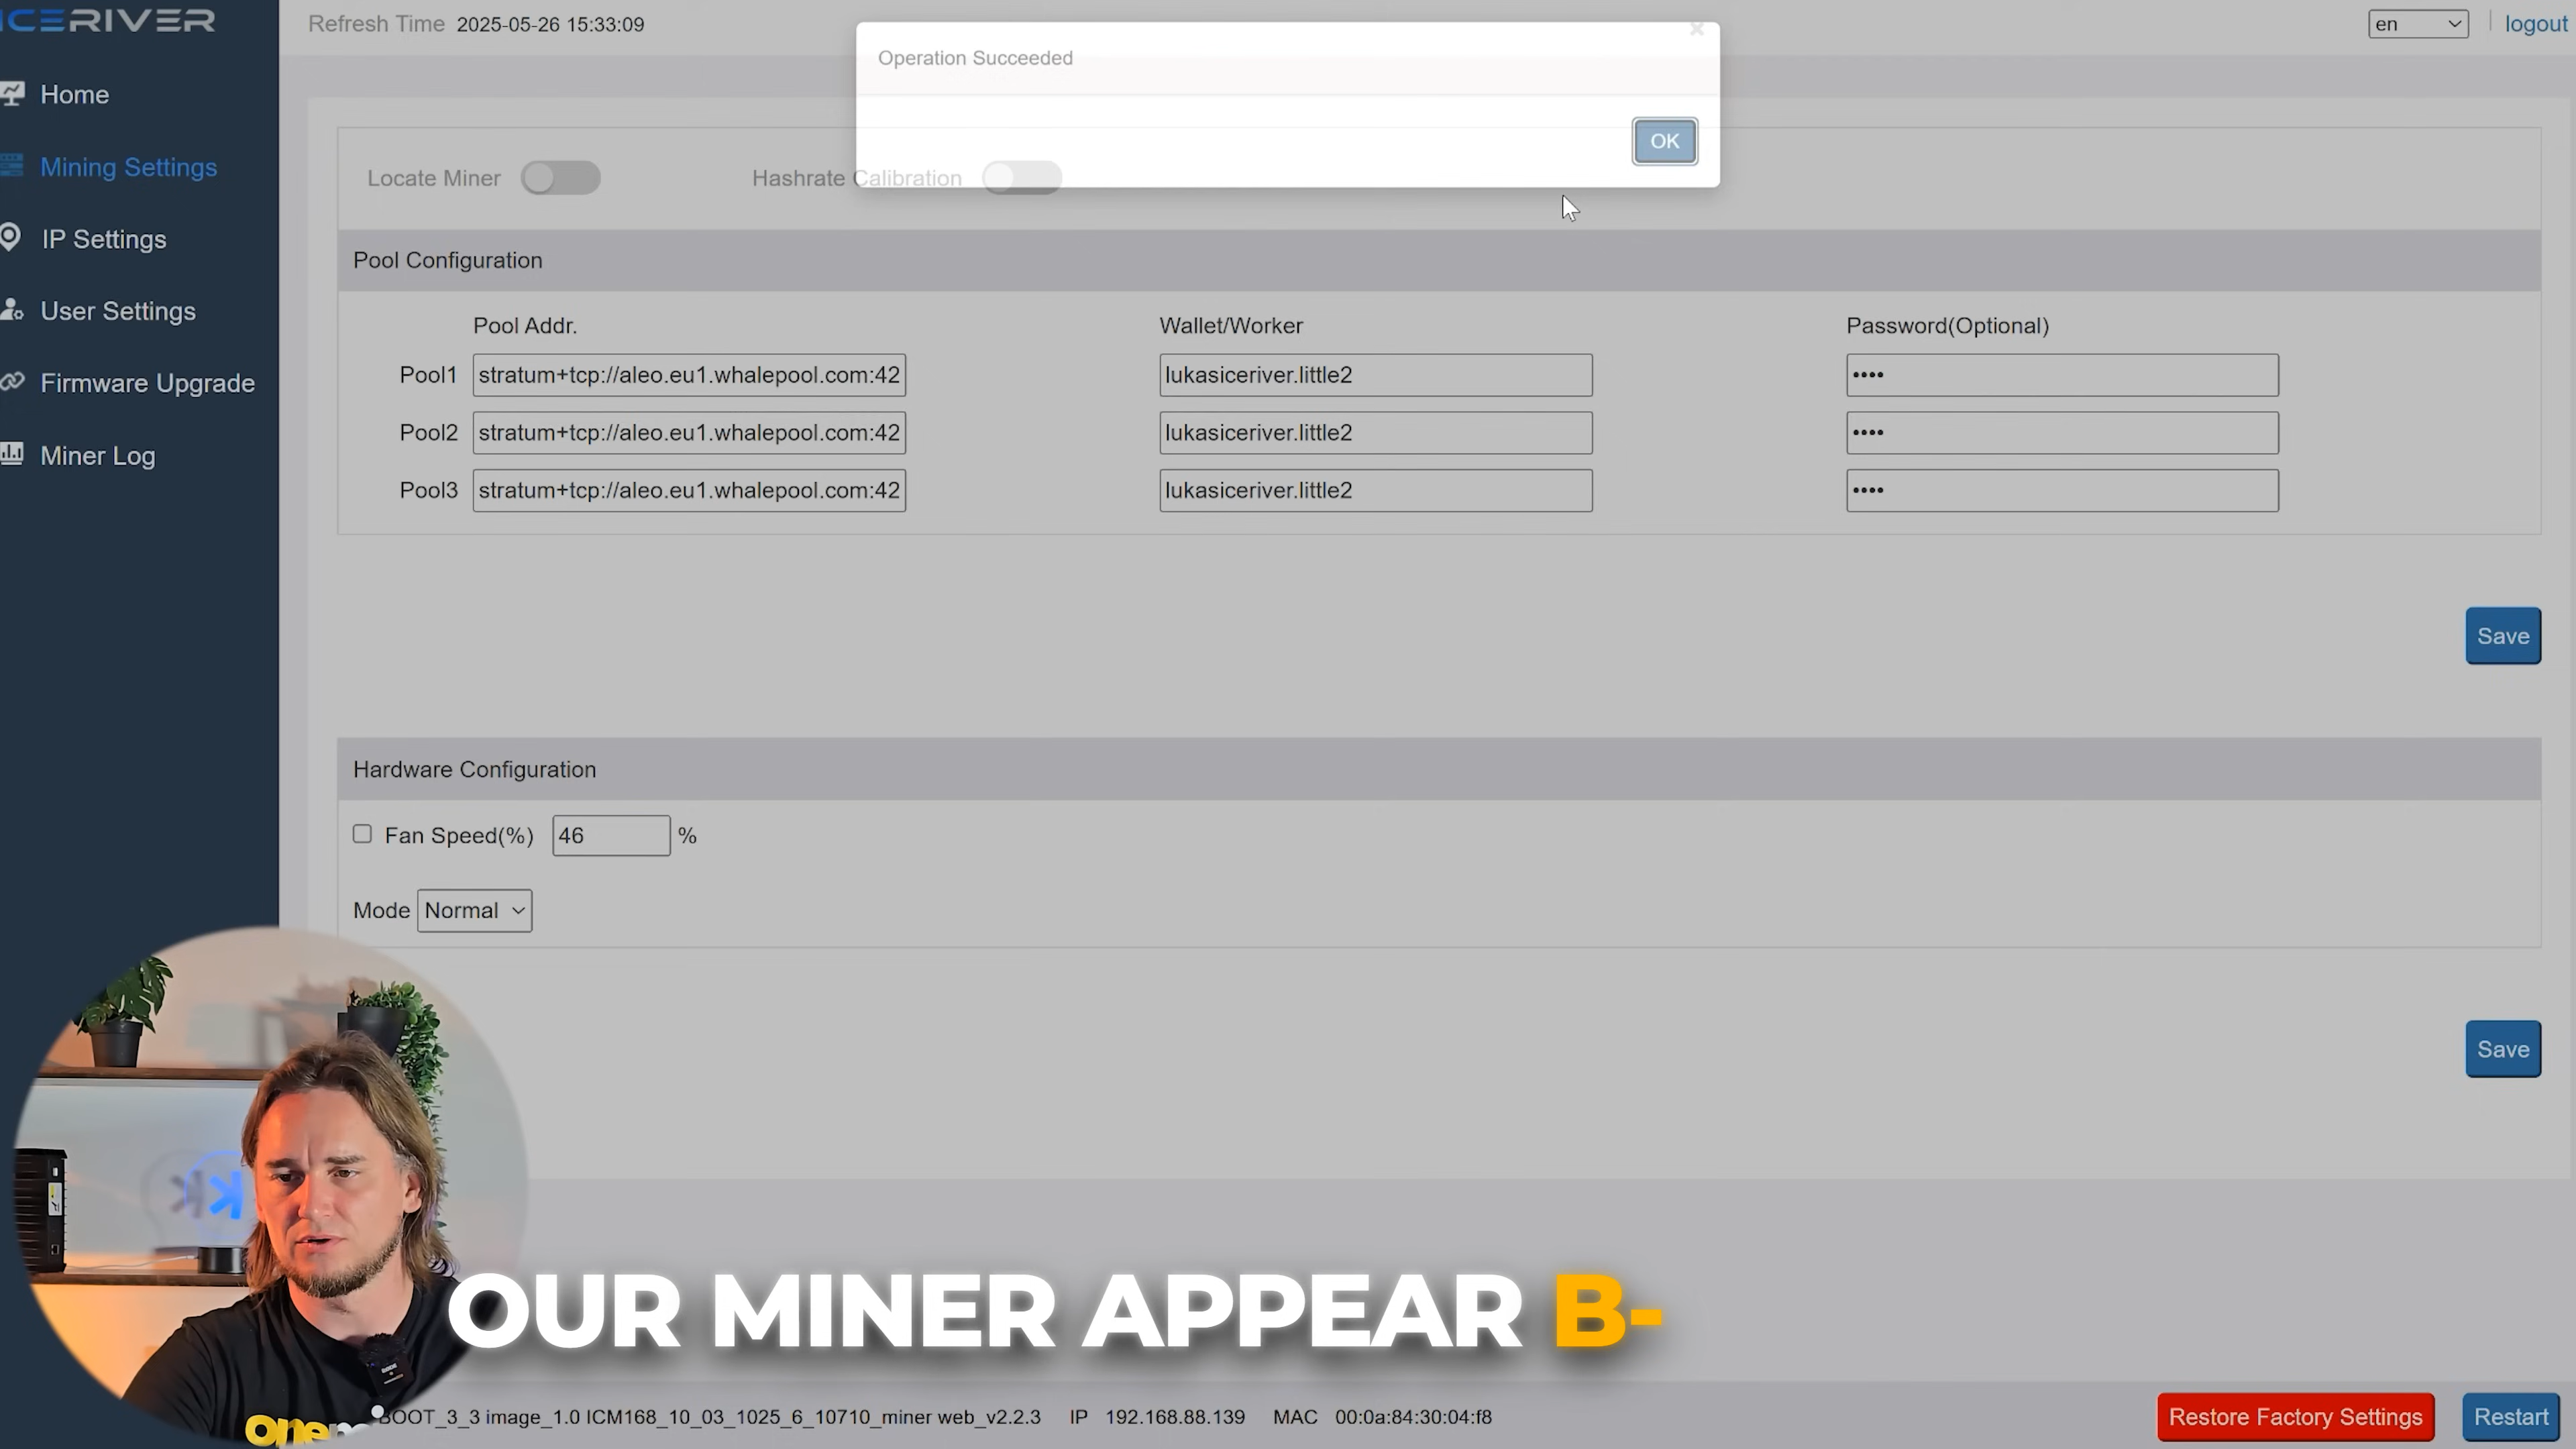 ICERIVER
Refresh Time 2025-05-26 15:33:09
en
logout
Operation Succeeded
OK
Home
Mining Settings
IP Settings
User Settings
Firmware Upgrade
Miner Log
Locate Miner
Hashrate Calibration
Pool Configuration
Pool Addr. Wallet/Worker Password(Optional)
Pool1 stratum+tcp://aleo.eu1.whalepool.com:42 lukasiceriver.little2 ••••
Pool2 stratum+tcp://aleo.eu1.whalepool.com:42 lukasiceriver.little2 ••••
Pool3 stratum+tcp://aleo.eu1.whalepool.com:42 lukasiceriver.little2 ••••
Save
Hardware Configuration
Fan Speed(%) 46 %
Mode Normal
Save
OUR MINER APPEAR B-
BOOT_3_3 image_1.0 ICM168_10_03_1025_6_10710_miner web_v2.2.3 IP 192.168.88.139 MAC 00:0a:84:30:04:f8
Restore Factory Settings
Restart